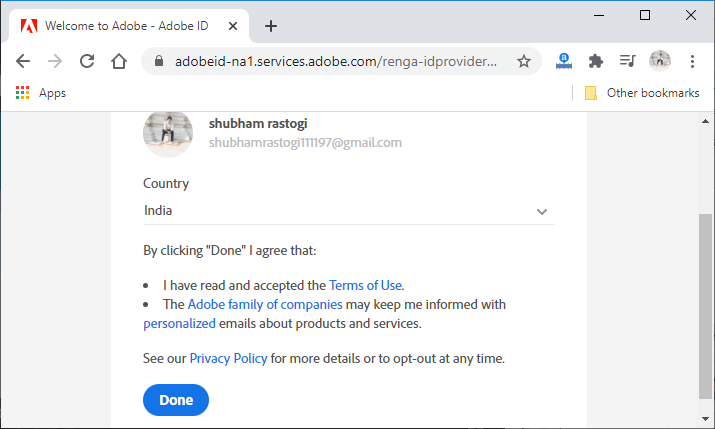 Welcome to Adobe - Adobe ID
adobeid-na1.services.adobe.com/renga-idprovider...
Apps
Other bookmarks
shubham rastogi
shubhamrastogi111197@gmail.com
Country
India
By clicking "Done" I agree that:
• I have read and accepted the Terms of Use.
• The Adobe family of companies may keep me informed with
personalized emails about products and services.
See our Privacy Policy for more details or to opt-out at any time.
Done